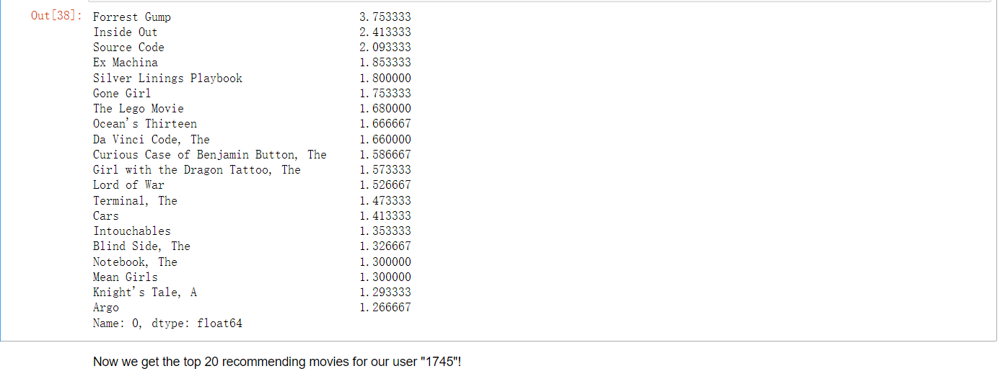 Out[38]: Forrest Gump 3.753333
Inside Out 2.413333
Source Code 2.093333
Ex Machina 1.853333
Silver Linings Playbook 1.800000
Gone Girl 1.753333
The Lego Movie 1.680000
Ocean's Thirteen 1.666667
Da Vinci Code, The 1.660000
Curious Case of Benjamin Button, The 1.586667
Girl with the Dragon Tattoo, The 1.573333
Lord of War 1.526667
Terminal, The 1.473333
Cars 1.413333
Intouchables 1.353333
Blind Side, The 1.326667
Notebook, The 1.300000
Mean Girls 1.300000
Knight's Tale, A 1.293333
Argo 1.266667
Name: 0, dtype: float64
Now we get the top 20 recommending movies for our user "1745"!